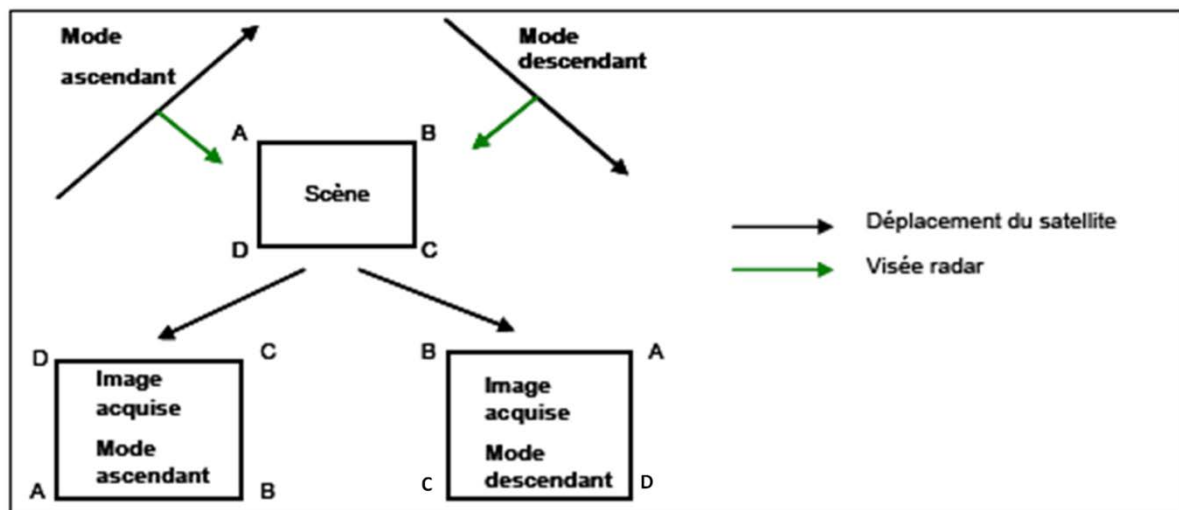 Mode
ascendant
Mode
descendant
A
B
Scène
D
C
Déplacement du satellite
Visée radar
D
C
Image
acquise
Mode
ascendant
A
B
B
A
Image
acquise
Mode
descendant
C
D